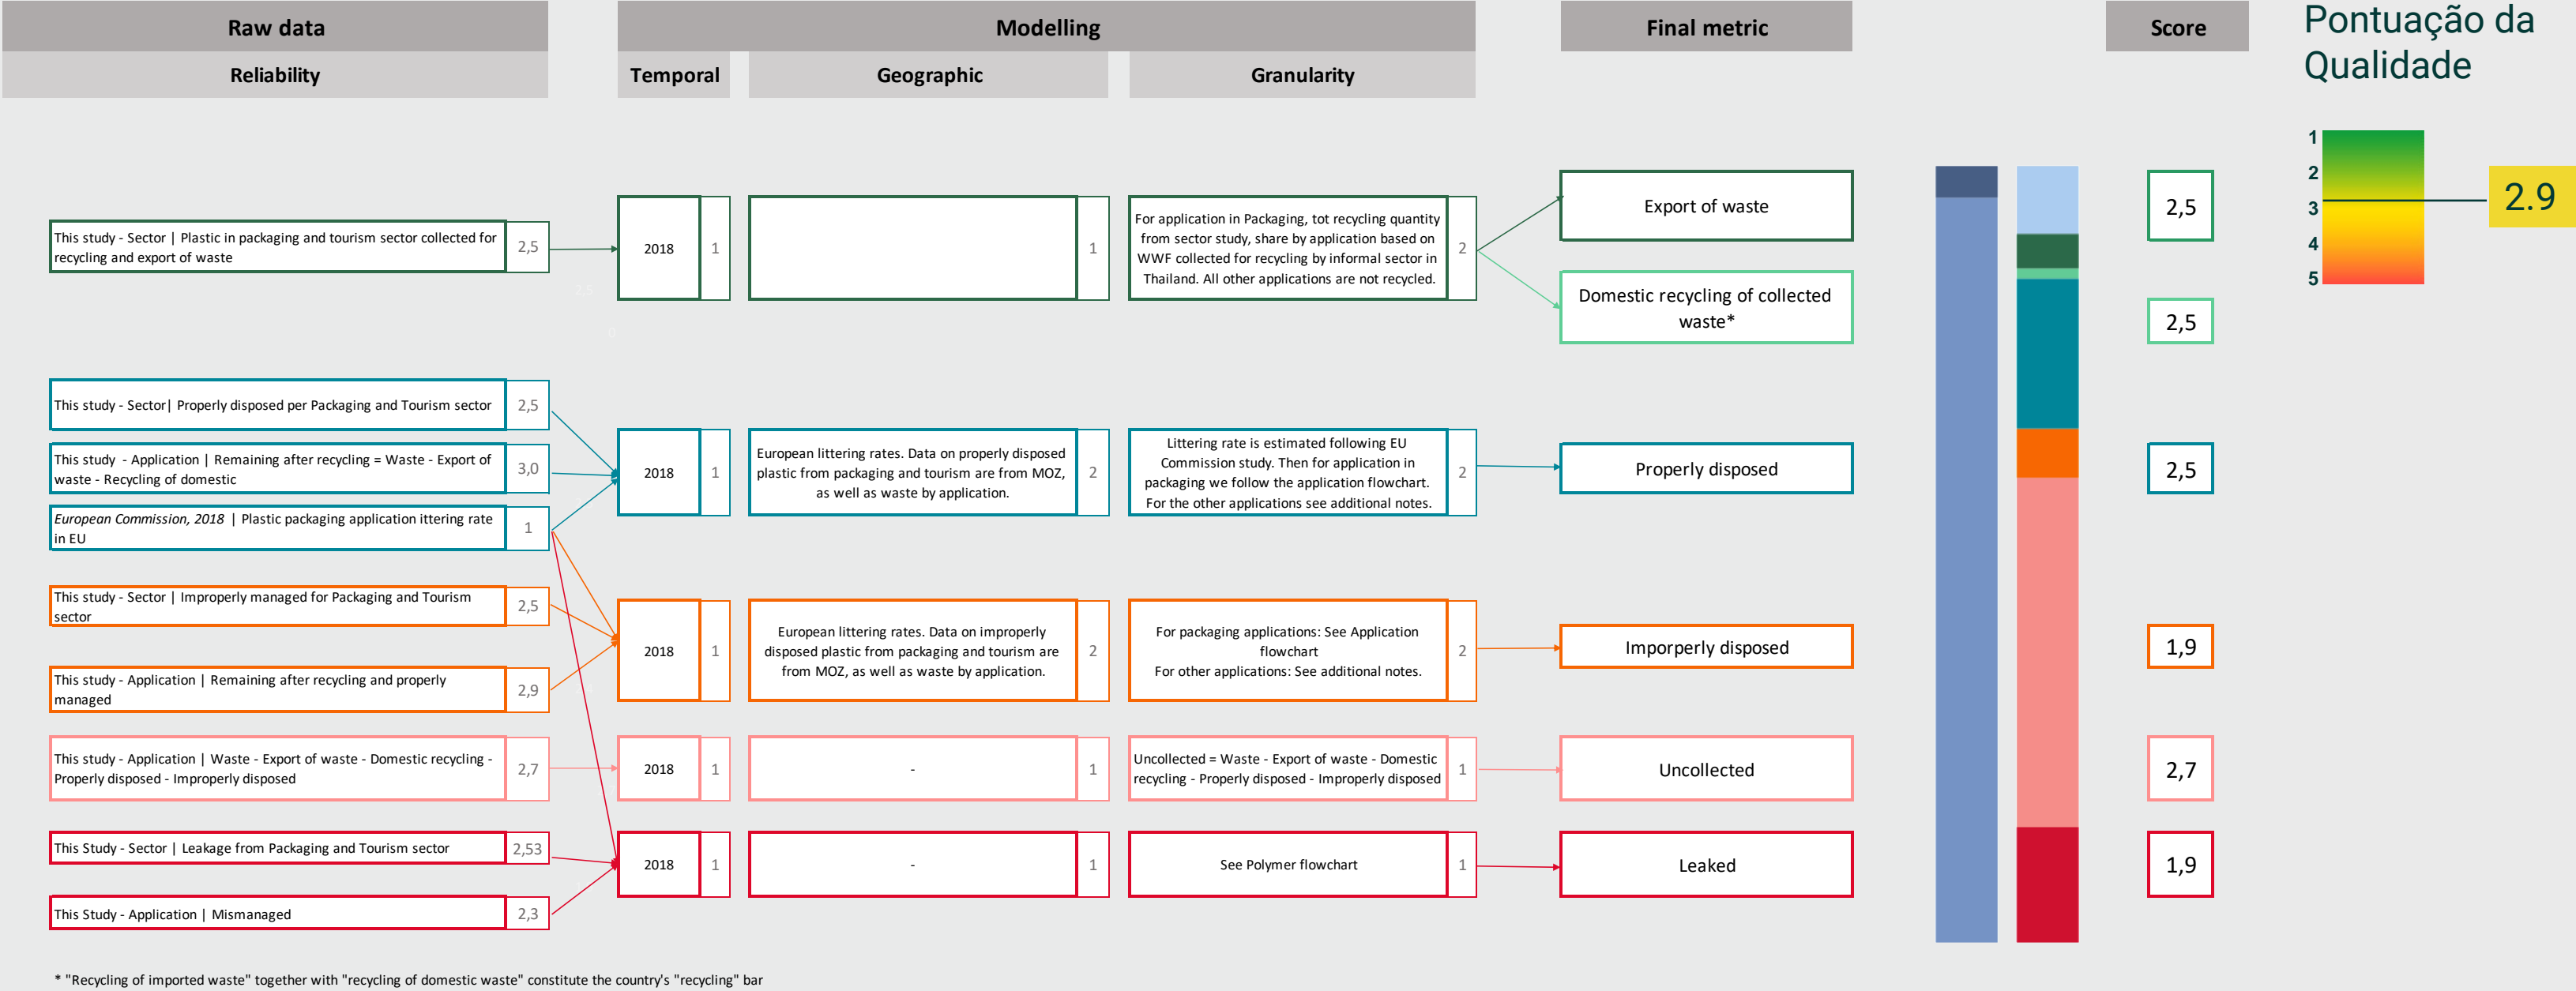 Raw data
Modelling
Final metric
Score
Pontuação da
Qualidade
Reliability
Temporal
Geographic
Granularity
1
2
3
4
5
2.9
This study - Sector | Plastic in packaging and tourism sector collected for
recycling and export of waste
2,5
2018
1
1
For application in Packaging, tot recycling quantity
from sector study, share by application based on
WWF collected for recycling by informal sector in
Thailand. All other applications are not recycled.
2
Export of waste
2,5
Domestic recycling of collected
waste*
2,5
2,5
0
This study - Sector| Properly disposed per Packaging and Tourism sector
2,5
This study - Application | Remaining after recycling = Waste - Export of
waste - Recycling of domestic
3,0
European Commission, 2018 | Plastic packaging application ittering rate
in EU
1
2018
1
European littering rates. Data on properly disposed
plastic from packaging and tourism are from MOZ,
as well as waste by application.
2
Littering rate is estimated following EU
Commission study. Then for application in
packaging we follow the application flowchart.
For the other applications see additional notes.
2
Properly disposed
2,5
This study - Sector | Improperly managed for Packaging and Tourism
sector
2,5
This study - Application | Remaining after recycling and properly
managed
2,9
2018
1
European littering rates. Data on improperly
disposed plastic from packaging and tourism are
from MOZ, as well as waste by application.
2
For packaging applications: See Application
flowchart
For other applications: See additional notes.
2
Imporperly disposed
1,9
This study - Application | Waste - Export of waste - Domestic recycling -
Properly disposed - Improperly disposed
2,7
2018
1
-
1
Uncollected = Waste - Export of waste - Domestic
recycling - Properly disposed - Improperly disposed
1
Uncollected
2,7
This Study - Sector | Leakage from Packaging and Tourism sector
2,53
This Study - Application | Mismanaged
2,3
2018
1
-
1
See Polymer flowchart
1
Leaked
1,9
* "Recycling of imported waste" together with "recycling of domestic waste" constitute the country's "recycling" bar